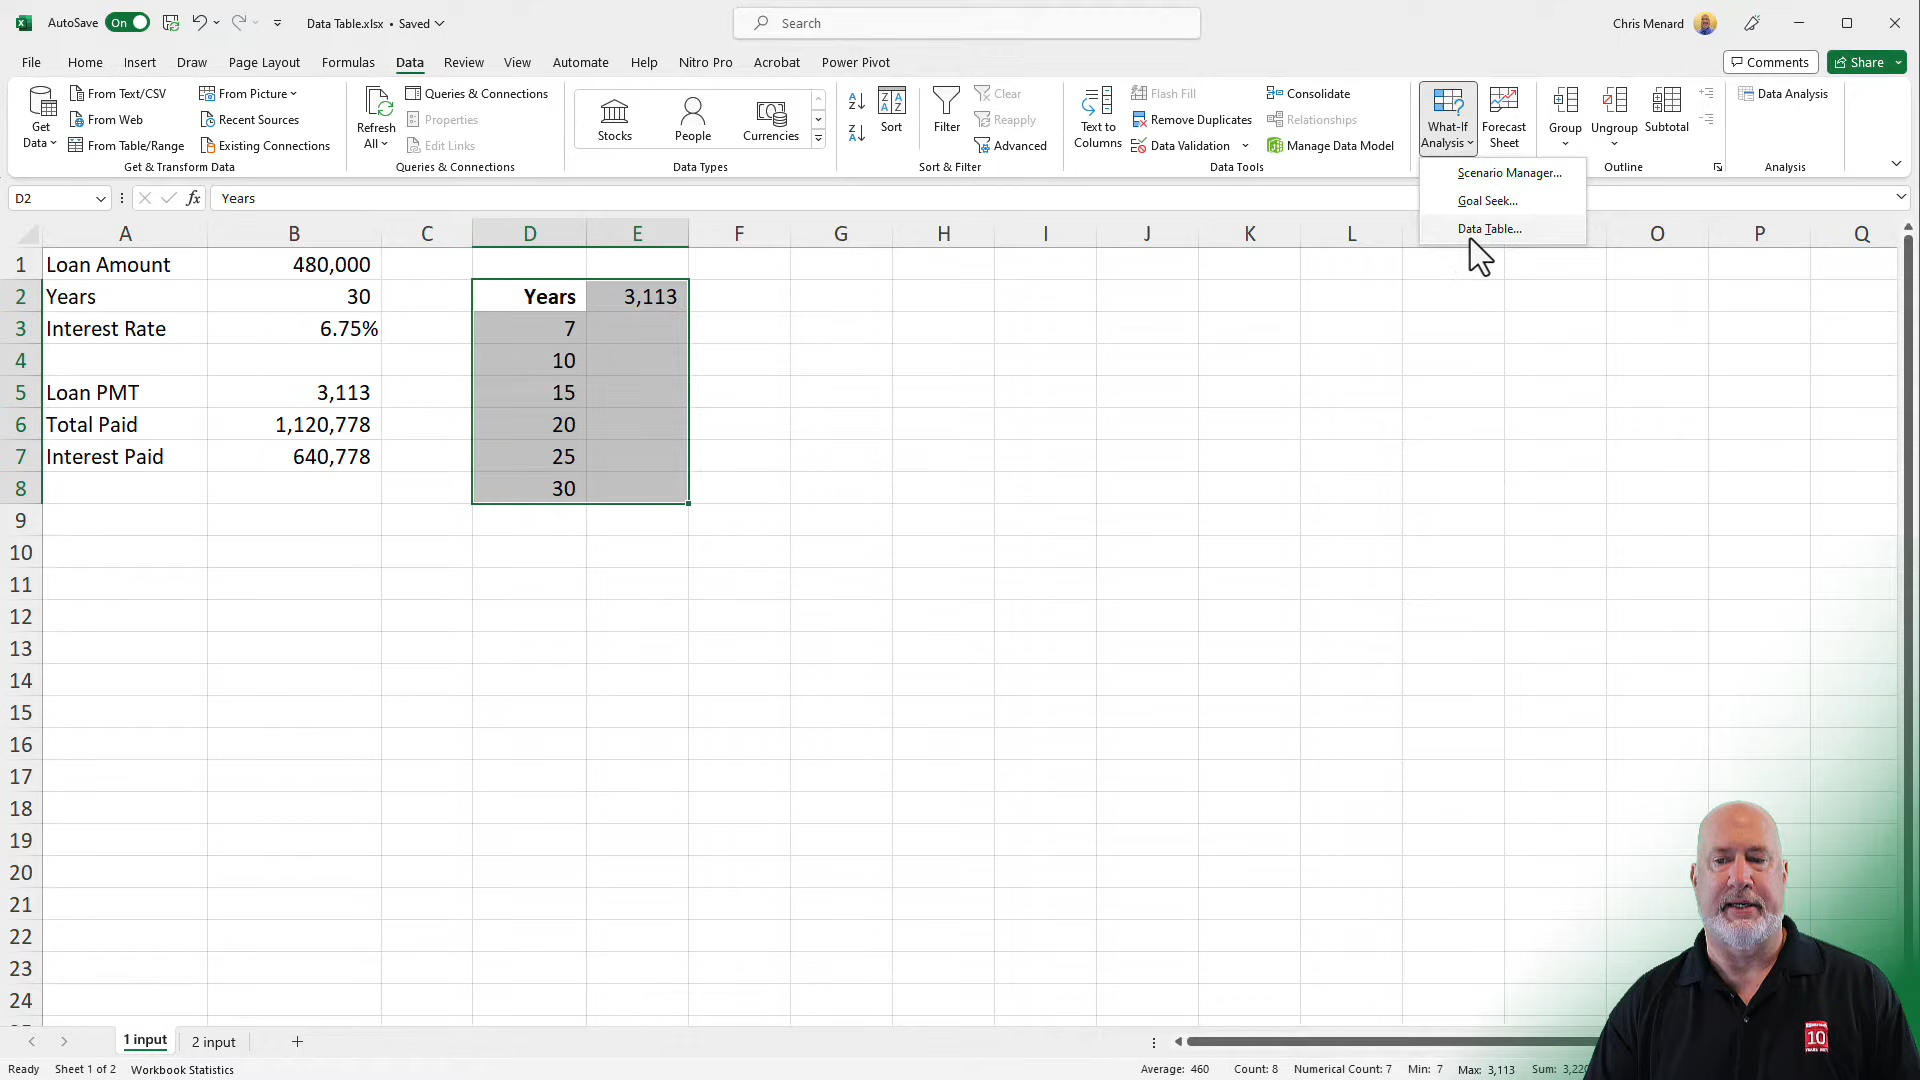 AutoSave On Data Table.xlsx • Saved Search Chris Menard
File Home Insert Draw Page Layout Formulas Data Review View Automate Help Nitro Pro Acrobat Power Pivot Comments Share
Get Data
From Text/CSV
From Web
From Table/Range
From Picture
Recent Sources
Existing Connections
Get & Transform Data
Refresh All
Queries & Connections
Properties
Edit Links
Queries & Connections
Stocks People Currencies
Data Types
Sort
Filter
Clear
Reapply
Advanced
Sort & Filter
Text to Columns
Flash Fill
Remove Duplicates
Data Validation
Consolidate
Relationships
Manage Data Model
Data Tools
What-If Analysis
Forecast Sheet
Scenario Manager...
Goal Seek...
Data Table...
Group Ungroup Subtotal
Outline
Data Analysis
Analysis
D2 fx Years
A B C D E F G H I J K L O P Q
1 Loan Amount 480,000
2 Years 30 Years 3,113
3 Interest Rate 6.75% 7
4 10
5 Loan PMT 3,113 15
6 Total Paid 1,120,778 20
7 Interest Paid 640,778 25
8 30
9
10
11
12
13
14
15
16
17
18
19
20
21
22
23
24
1 input 2 input
Ready Sheet 1 of 2 Workbook Statistics Average: 460 Count: 8 Numerical Count: 7 Min: 7 Max: 3,113 Sum: 3,220
10